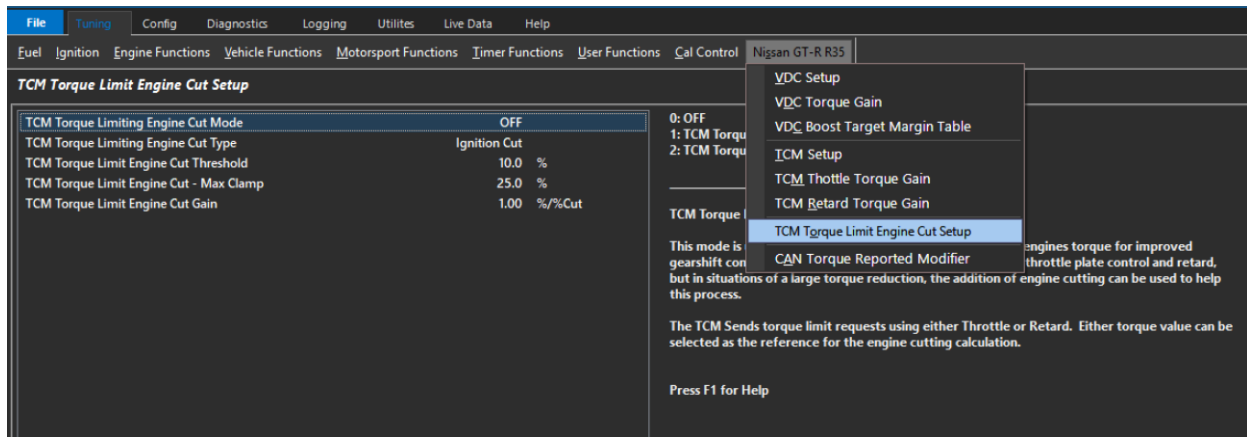 File Tuning Config Diagnostics Logging Utilites Live Data Help
Fuel Ignition Engine Functions Vehicle Functions Motorsport Functions Timer Functions User Functions Cal Control Nissan GT-R R35
TCM Torque Limit Engine Cut Setup
TCM Torque Limiting Engine Cut Mode OFF
TCM Torque Limiting Engine Cut Type Ignition Cut
TCM Torque Limit Engine Cut Threshold 10.0 %
TCM Torque Limit Engine Cut - Max Clamp 25.0 %
TCM Torque Limit Engine Cut Gain 1.00 %/%Cut
VDC Setup
VDC Torque Gain
VDC Boost Target Margin Table
TCM Setup
TCM Thottle Torque Gain
TCM Retard Torque Gain
TCM Torque Limit Engine Cut Setup
CAN Torque Reported Modifier
0: OFF
1: TCM Torqu
2: TCM Torqu
TCM Torque
This mode is engines torque for improved
gearshift con throttle plate control and retard,
but in situations of a large torque reduction, the addition of engine cutting can be used to help
this process.
The TCM Sends torque limit requests using either Throttle or Retard. Either torque value can be
selected as the reference for the engine cutting calculation.
Press F1 for Help